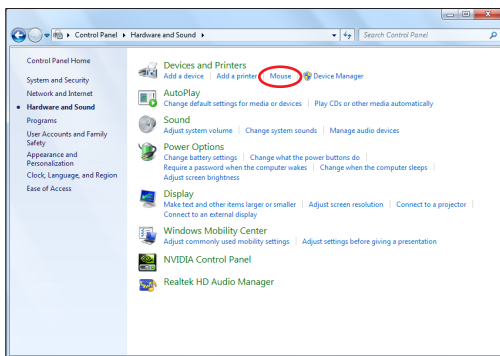 Control Panel ▸ Hardware and Sound ▸
Search Control Panel
Control Panel Home
System and Security
Network and Internet
Hardware and Sound
Programs
User Accounts and Family
Safety
Appearance and
Personalization
Clock, Language, and Region
Ease of Access
Devices and Printers
Add a device | Add a printer | Mouse | Device Manager
AutoPlay
Change default settings for media or devices | Play CDs or other media automatically
Sound
Adjust system volume | Change system sounds | Manage audio devices
Power Options
Change battery settings | Change what the power buttons do |
Require a password when the computer wakes | Change when the computer sleeps |
Adjust screen brightness
Display
Make text and other items larger or smaller | Adjust screen resolution | Connect to a projector |
Connect to an external display
Windows Mobility Center
Adjust commonly used mobility settings | Adjust settings before giving a presentation
NVIDIA Control Panel
Realtek HD Audio Manager